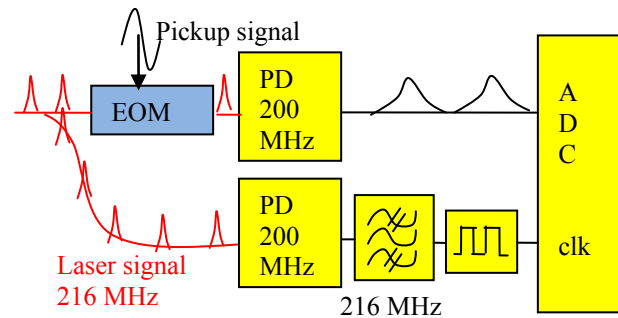 Pickup signal
EOM
PD
200
MHz
A
D
C
PD
200
MHz
clk
Laser signal
216 MHz
216 MHz